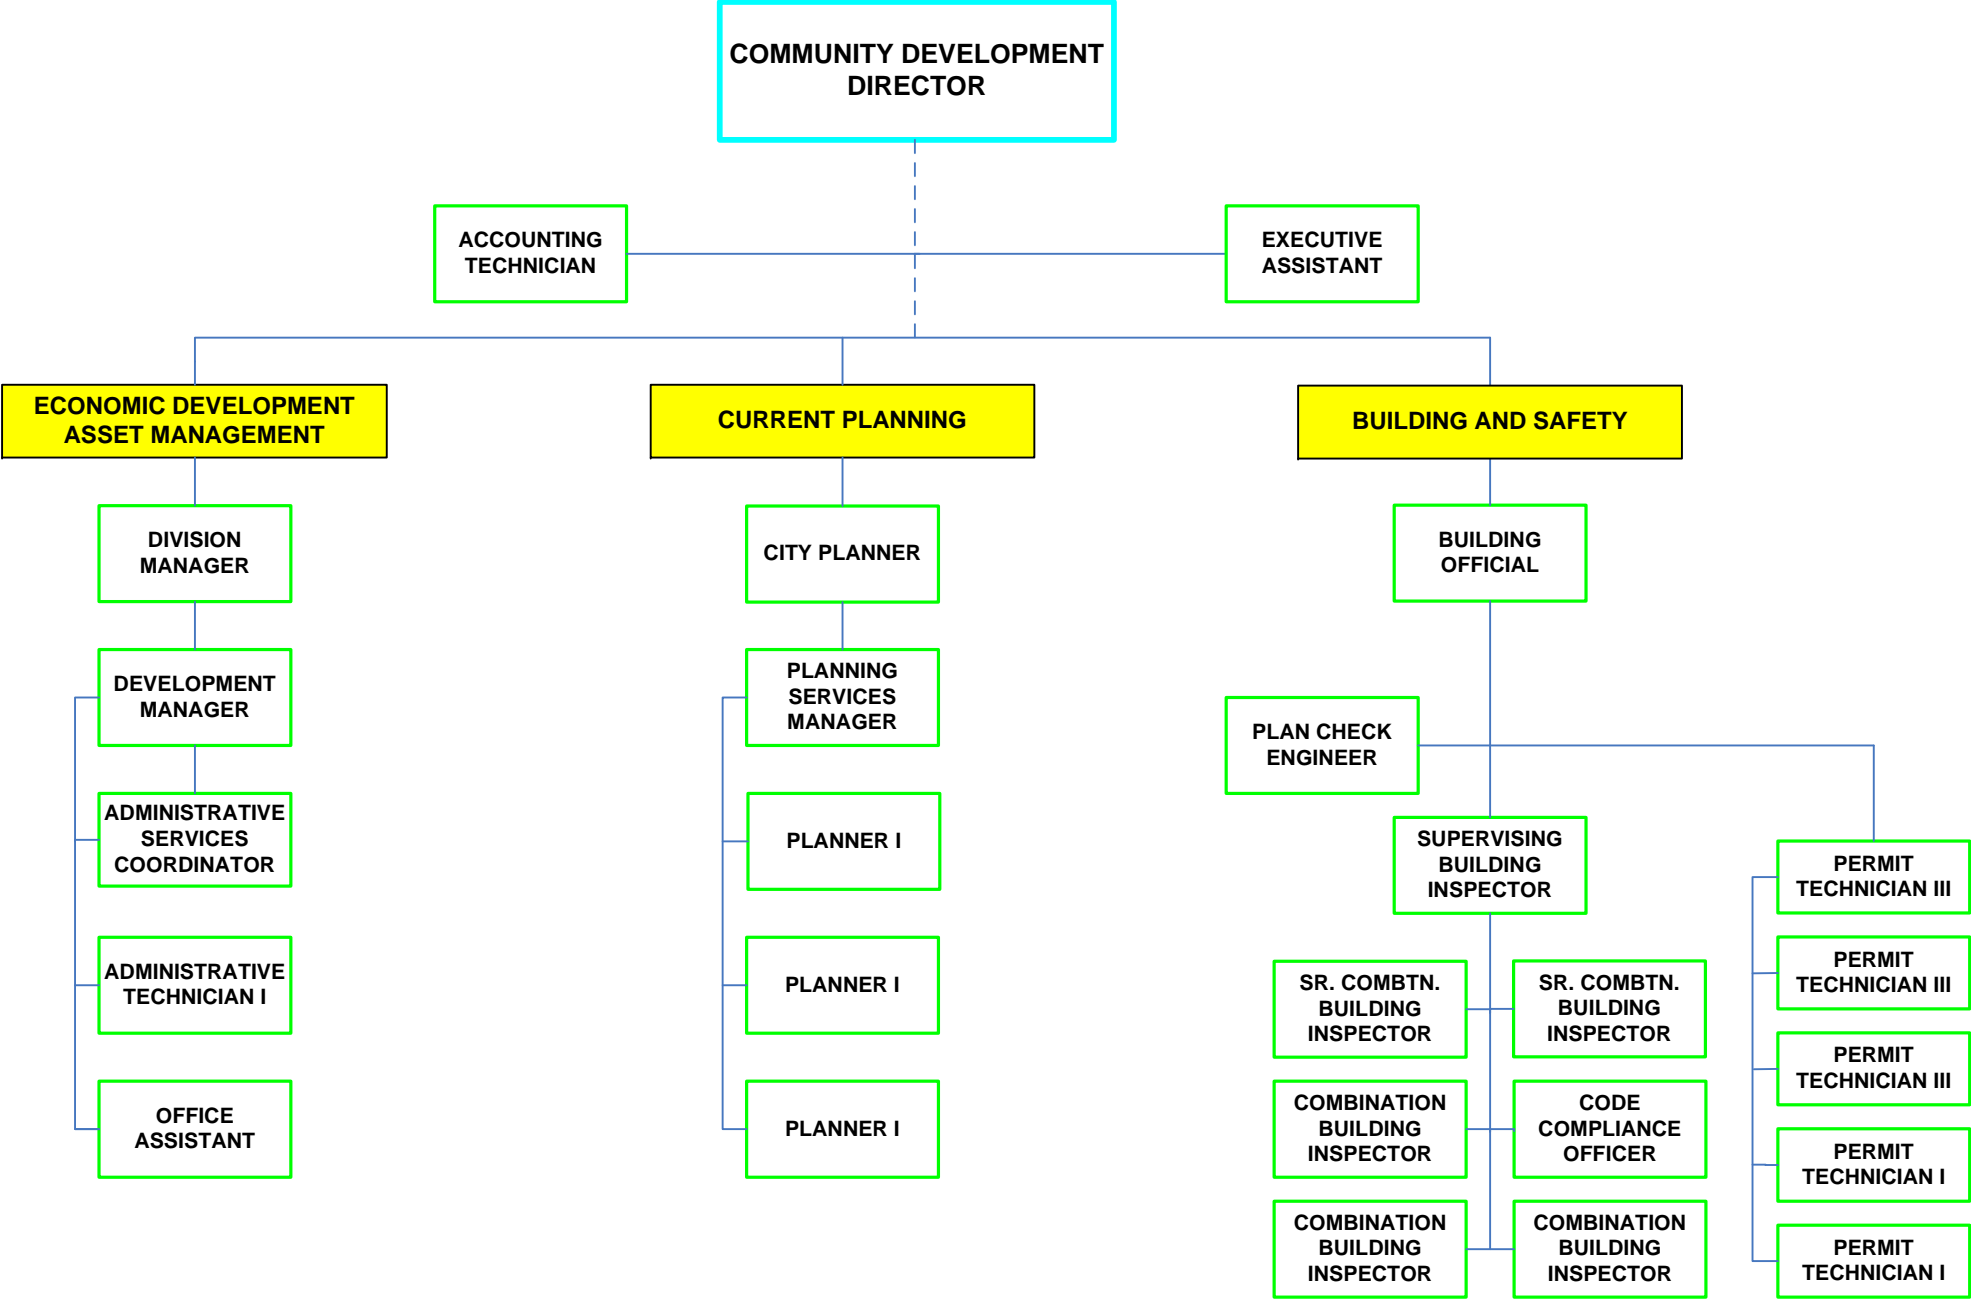 COMMUNITY DEVELOPMENT
DIRECTOR
ACCOUNTING
TECHNICIAN
EXECUTIVE
ASSISTANT
ECONOMIC DEVELOPMENT
ASSET MANAGEMENT
CURRENT PLANNING
BUILDING AND SAFETY
DIVISION
MANAGER
CITY PLANNER
BUILDING
OFFICIAL
DEVELOPMENT
MANAGER
PLANNING
SERVICES
MANAGER
PLAN CHECK
ENGINEER
ADMINISTRATIVE
SERVICES
COORDINATOR
PLANNER I
SUPERVISING
BUILDING
INSPECTOR
PERMIT
TECHNICIAN III
ADMINISTRATIVE
TECHNICIAN I
PLANNER I
SR. COMBTN.
BUILDING
INSPECTOR
SR. COMBTN.
BUILDING
INSPECTOR
PERMIT
TECHNICIAN III
PERMIT
TECHNICIAN III
OFFICE
ASSISTANT
PLANNER I
COMBINATION
BUILDING
INSPECTOR
CODE
COMPLIANCE
OFFICER
PERMIT
TECHNICIAN I
COMBINATION
BUILDING
INSPECTOR
COMBINATION
BUILDING
INSPECTOR
PERMIT
TECHNICIAN I